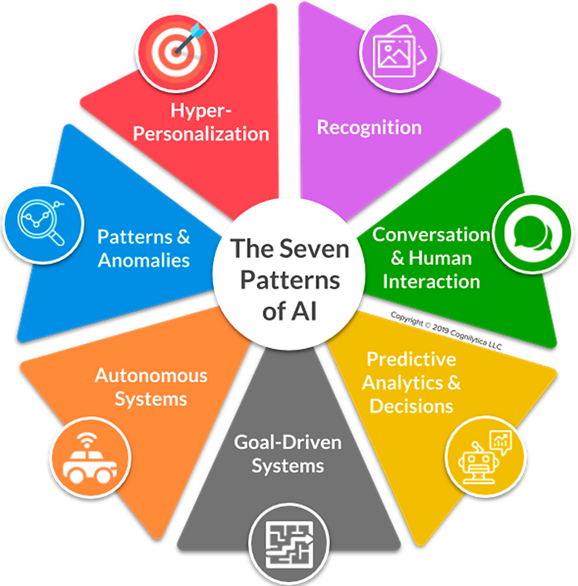 The Seven
Patterns
of AI
Hyper-
Personalization
Recognition
Conversation
& Human
Interaction
Copyright © 2019 Cognilytica LLC
Predictive
Analytics &
Decisions
Goal-Driven
Systems
Autonomous
Systems
Patterns &
Anomalies